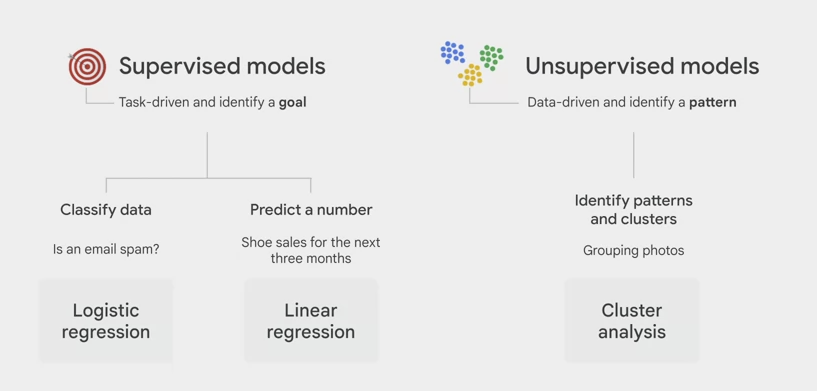 Supervised models
Task-driven and identify a goal
Classify data
Is an email spam?
Logistic
regression
Predict a number
Shoe sales for the next
three months
Linear
regression
Unsupervised models
Data-driven and identify a pattern
Identify patterns
and clusters
Grouping photos
Cluster
analysis